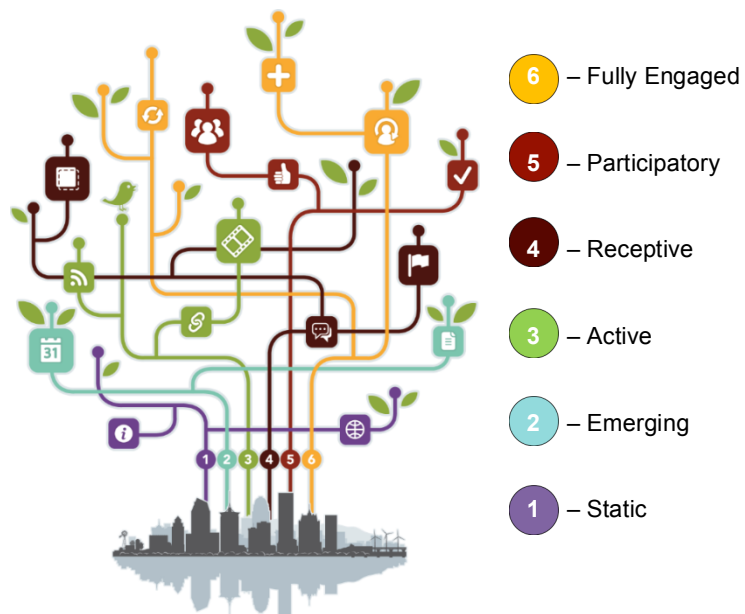 6 – Fully Engaged
5 – Participatory
4 – Receptive
31
3 – Active
i
2 – Emerging
1 2 3 4 5 6
1 – Static